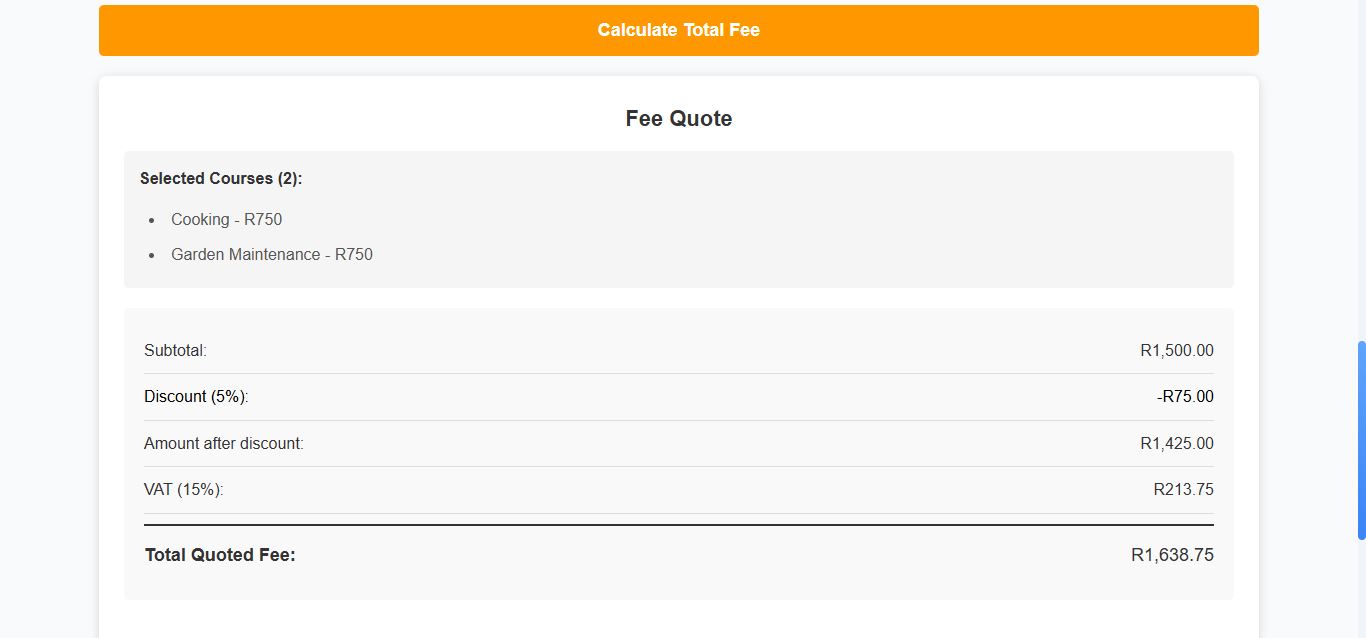 Calculate Total Fee
Fee Quote
Selected Courses (2):
• Cooking - R750
• Garden Maintenance - R750
Subtotal: R1,500.00
Discount (5%): -R75.00
Amount after discount: R1,425.00
VAT (15%): R213.75
Total Quoted Fee: R1,638.75